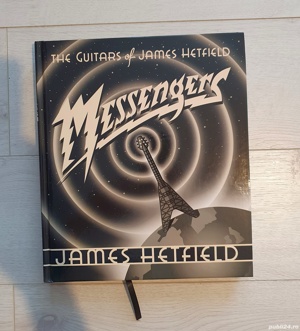 THE GUITARS of JAMES HETFIELD
Messengers
JAMES HETFIELD